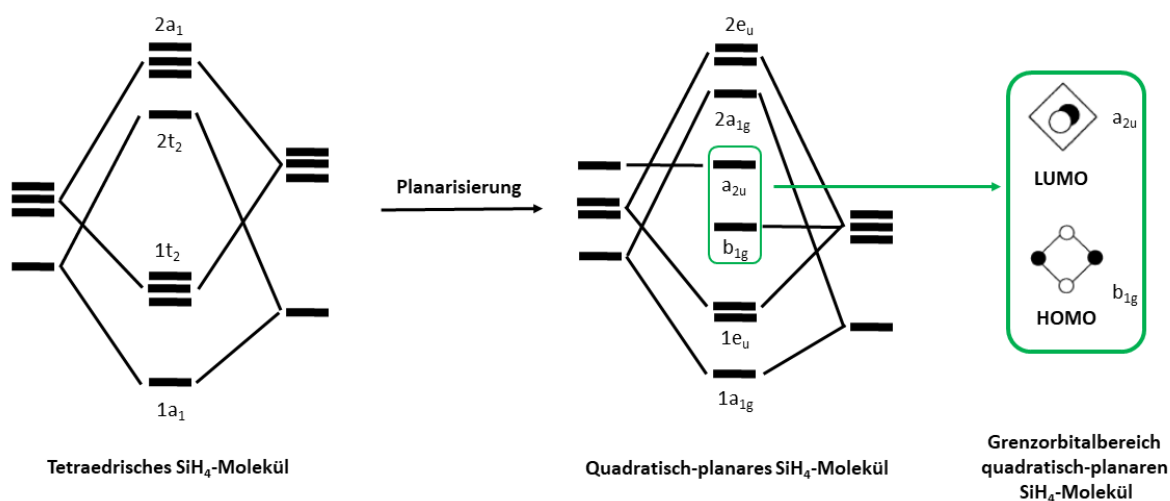 2a₁
2t₂
1t₂
1a₁
Tetraedrisches SiH₄-Molekül
Planarisierung
2eᵤ
2a₁g
a₂ᵤ
b₁g
1eᵤ
1a₁g
Quadratisch-planares SiH₄-Molekül
a₂ᵤ
LUMO
b₁g
HOMO
Grenzorbitalbereich
quadratisch-planaren
SiH₄-Molekül